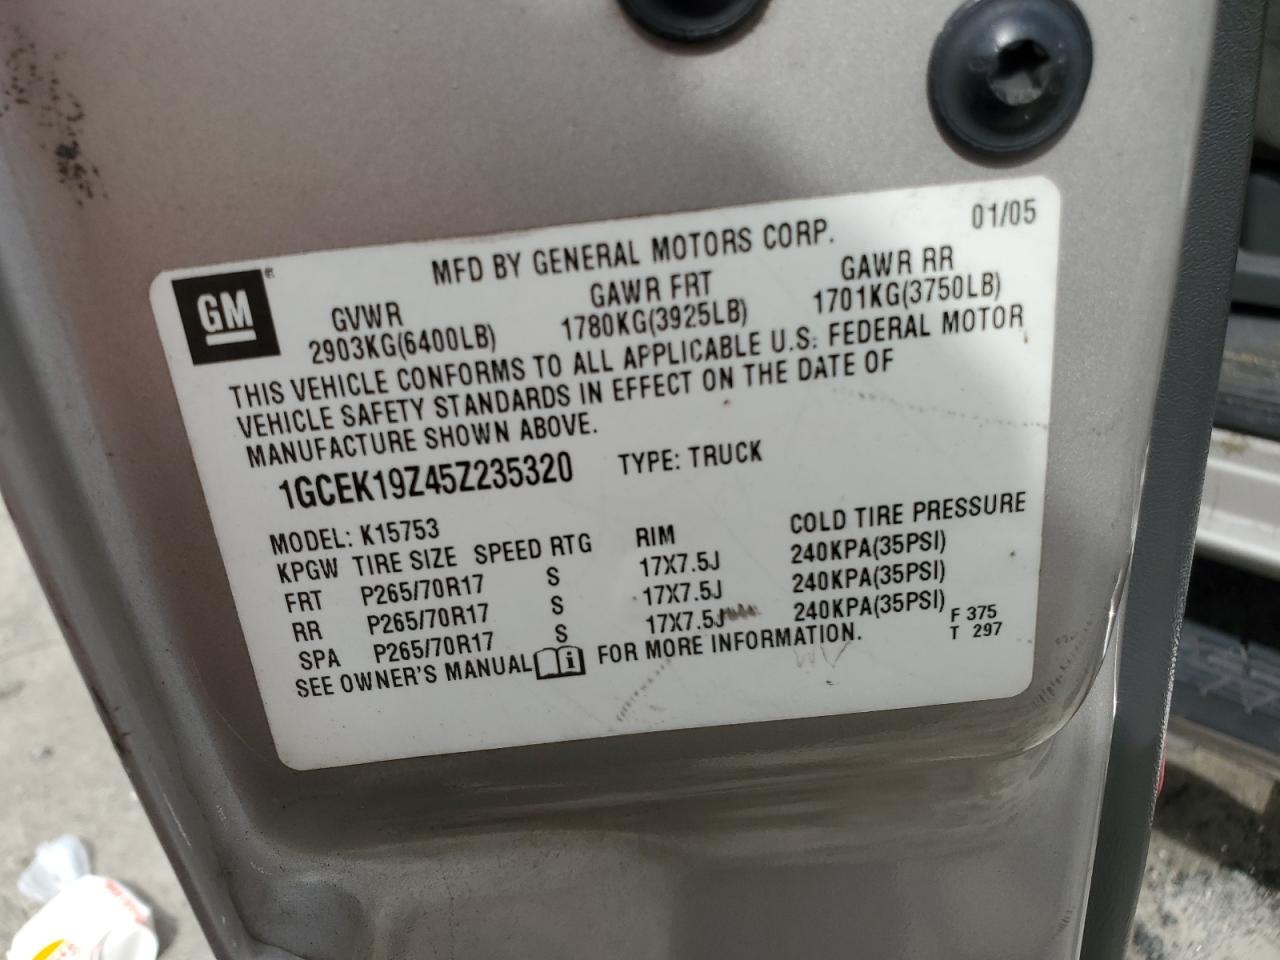 01/05
MFD BY GENERAL MOTORS CORP.
GM®
GVWR GAWR FRT GAWR RR
2903KG(6400LB) 1780KG(3925LB) 1701KG(3750LB)
THIS VEHICLE CONFORMS TO ALL APPLICABLE U.S. FEDERAL MOTOR
VEHICLE SAFETY STANDARDS IN EFFECT ON THE DATE OF
MANUFACTURE SHOWN ABOVE.
1GCEK19Z45Z235320 TYPE: TRUCK
MODEL: K15753
KPGW TIRE SIZE SPEED RTG RIM COLD TIRE PRESSURE
FRT P265/70R17 S 17X7.5J 240KPA(35PSI)
RR P265/70R17 S 17X7.5J 240KPA(35PSI)
SPA P265/70R17 S 17X7.5J 240KPA(35PSI)
SEE OWNER'S MANUAL FOR MORE INFORMATION.
F 375
T 297